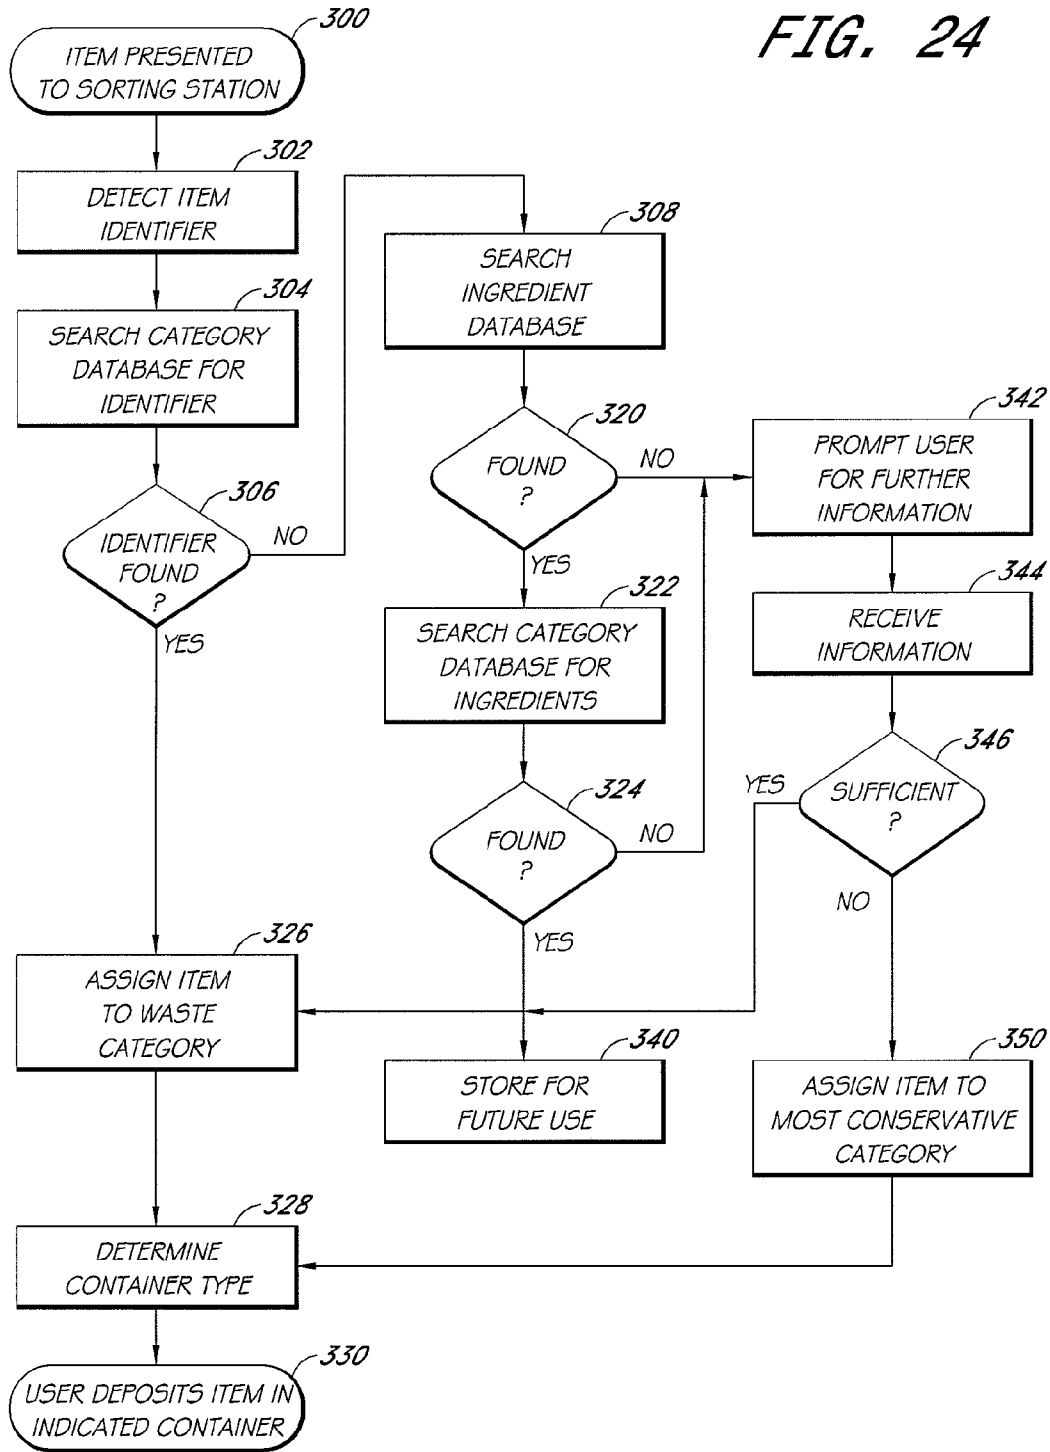 FIG. 24
300
ITEM PRESENTED
TO SORTING STATION
302
DETECT ITEM
IDENTIFIER
304
SEARCH CATEGORY
DATABASE FOR
IDENTIFIER
306
IDENTIFIER
FOUND
?
NO
YES
308
SEARCH
INGREDIENT
DATABASE
320
FOUND
?
NO
YES
322
SEARCH CATEGORY
DATABASE FOR
INGREDIENTS
324
FOUND
?
NO
YES
342
PROMPT USER
FOR FURTHER
INFORMATION
344
RECEIVE
INFORMATION
346
SUFFICIENT
?
YES
NO
326
ASSIGN ITEM
TO WASTE
CATEGORY
340
STORE FOR
FUTURE USE
350
ASSIGN ITEM TO
MOST CONSERVATIVE
CATEGORY
328
DETERMINE
CONTAINER TYPE
330
USER DEPOSITS ITEM IN
INDICATED CONTAINER